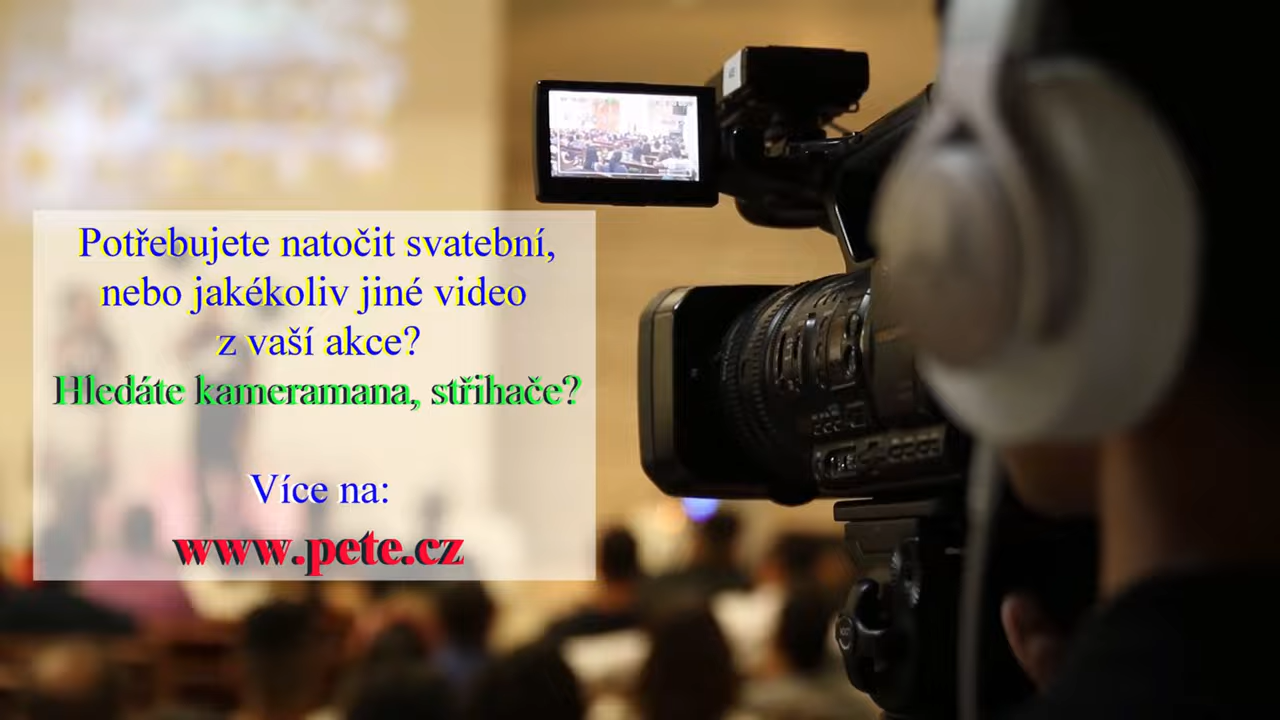 Potřebujete natočit svatební,
nebo jakékoliv jiné video
z vaší akce?
Hledáte kameramana, střihače?
Více na:
www.pete.cz